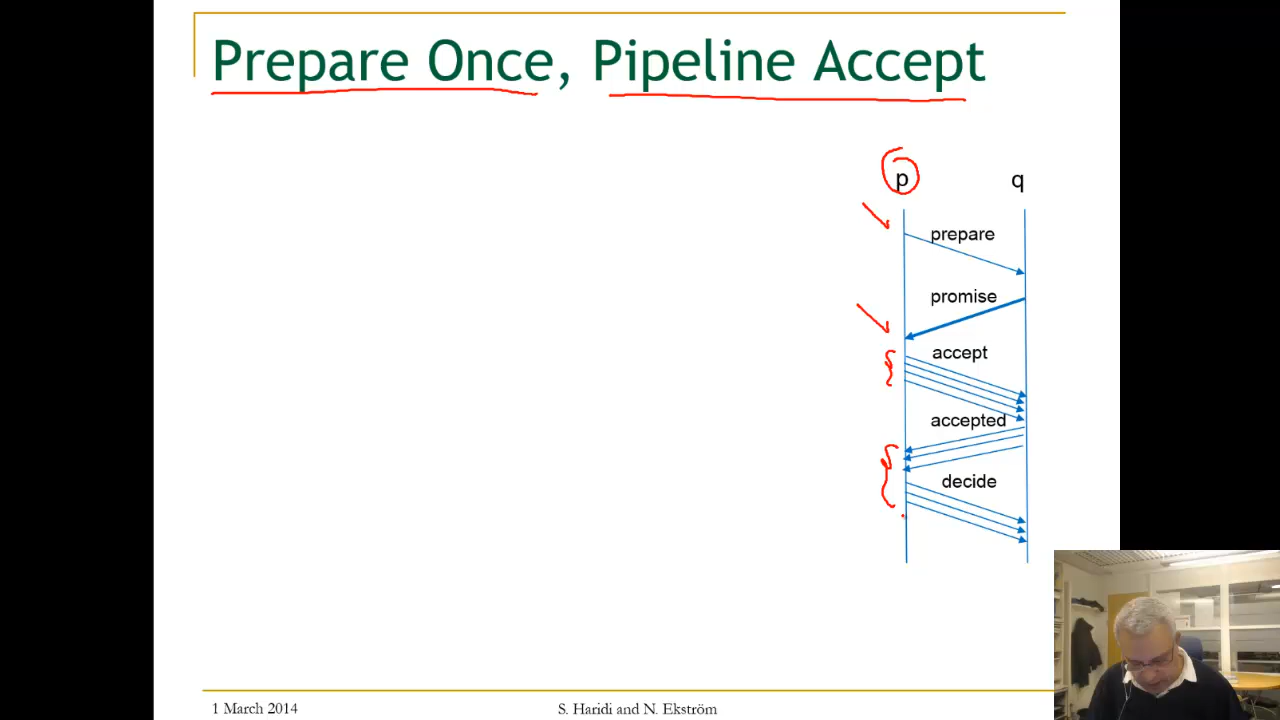 Prepare Once, Pipeline Accept
p q
prepare
promise
accept
accepted
decide
1 March 2014 S. Haridi and N. Ekström